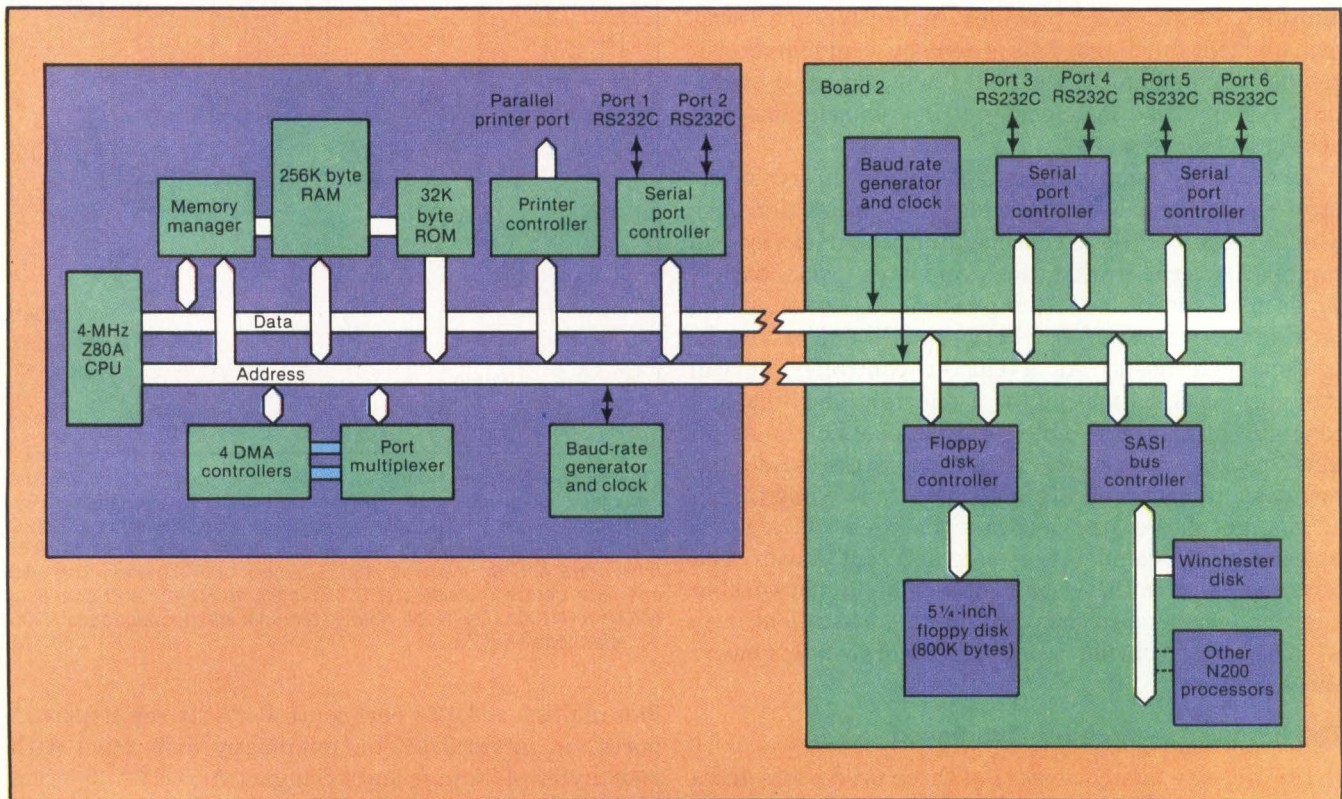 Parallel
printer port
Port 1
RS232C
Port 2
RS232C
256K byte
RAM
Memory
manager
32K
byte
ROM
Printer
controller
Serial
port
controller
4-MHz
Z80A
CPU
Data
Address
4 DMA
controllers
Port
multiplexer
Baud-rate
generator
and clock
Board 2
Port 3
RS232C
Port 4
RS232C
Port 5
RS232C
Port 6
RS232C
Baud rate
generator
and clock
Serial
port
controller
Serial
port
controller
Floppy
disk
controller
SASI
bus
controller
5¼-inch
floppy disk
(800K bytes)
Winchester
disk
Other
N200
processors